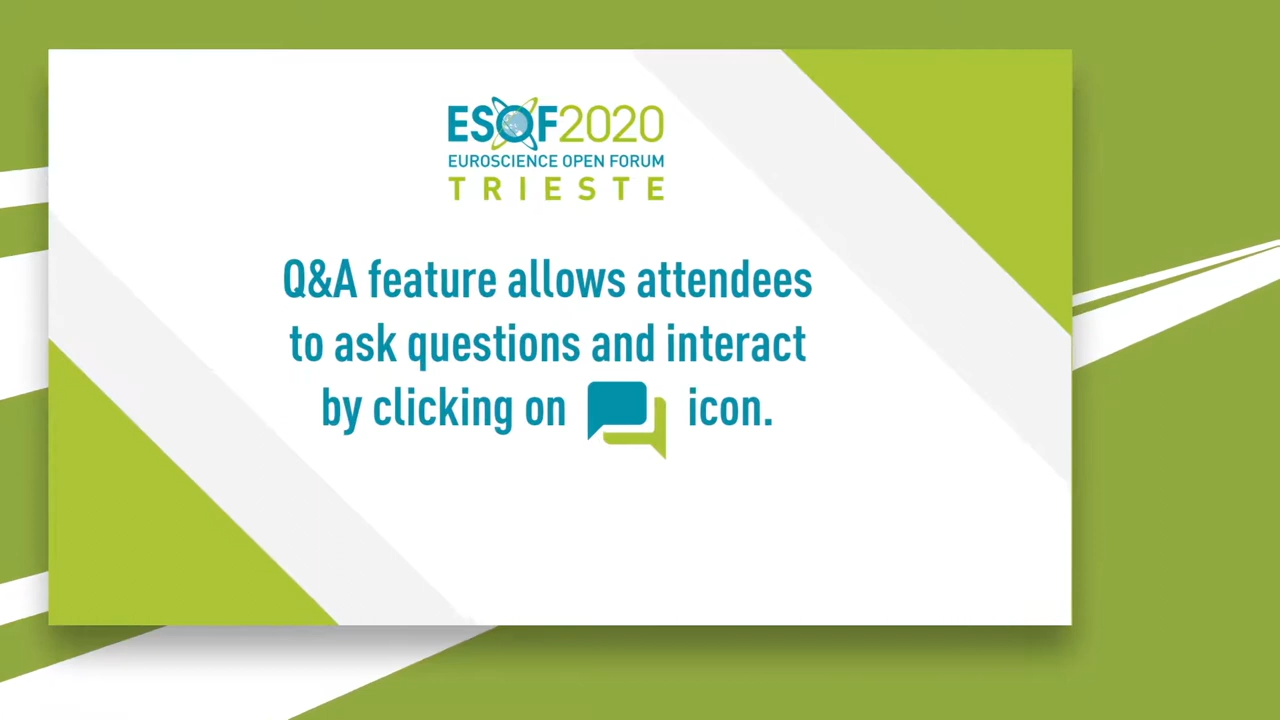 ESOF2020
EUROSCIENCE OPEN FORUM
TRIESTE
Q&A feature allows attendees
to ask questions and interact
by clicking on icon.